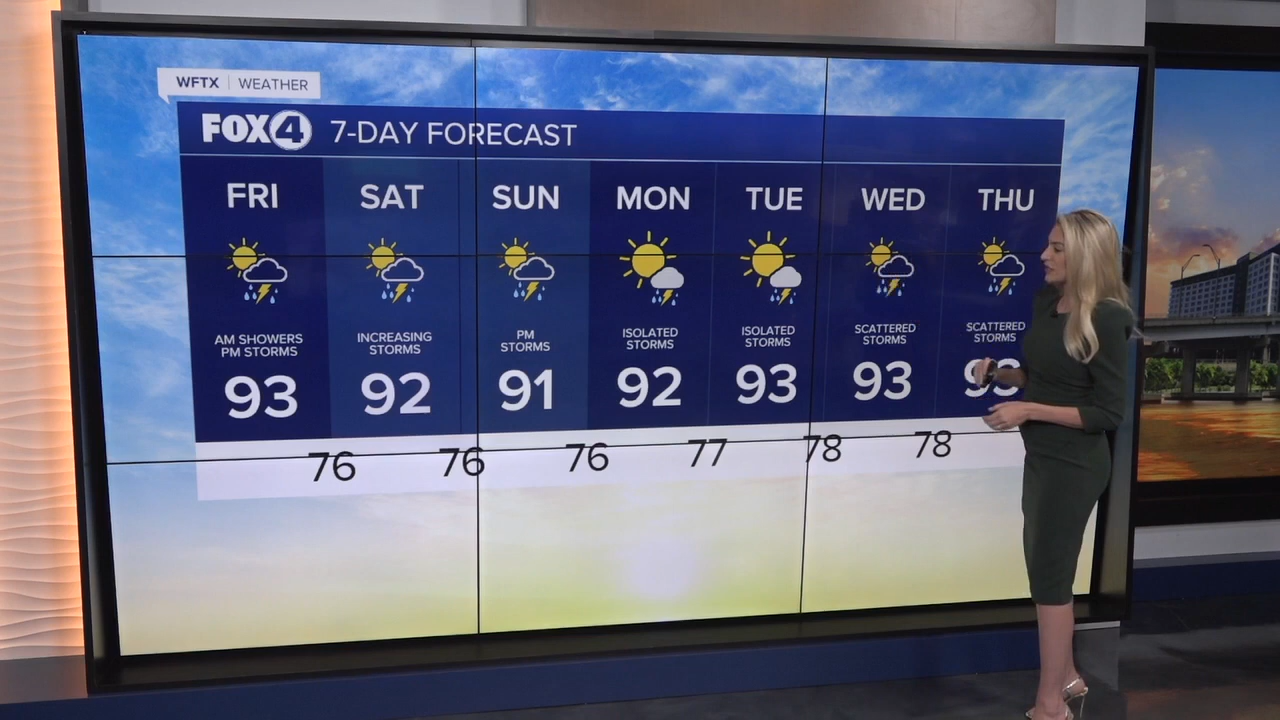 WFTX | WEATHER
FOX 4 7-DAY FORECAST
FRI SAT SUN MON TUE WED THU
AM SHOWERS
PM STORMS
INCREASING
STORMS
PM
STORMS
ISOLATED
STORMS
ISOLATED
STORMS
SCATTERED
STORMS
SCATTERED
STORMS
93 92 91 92 93 93
76 76 76 77 78 78